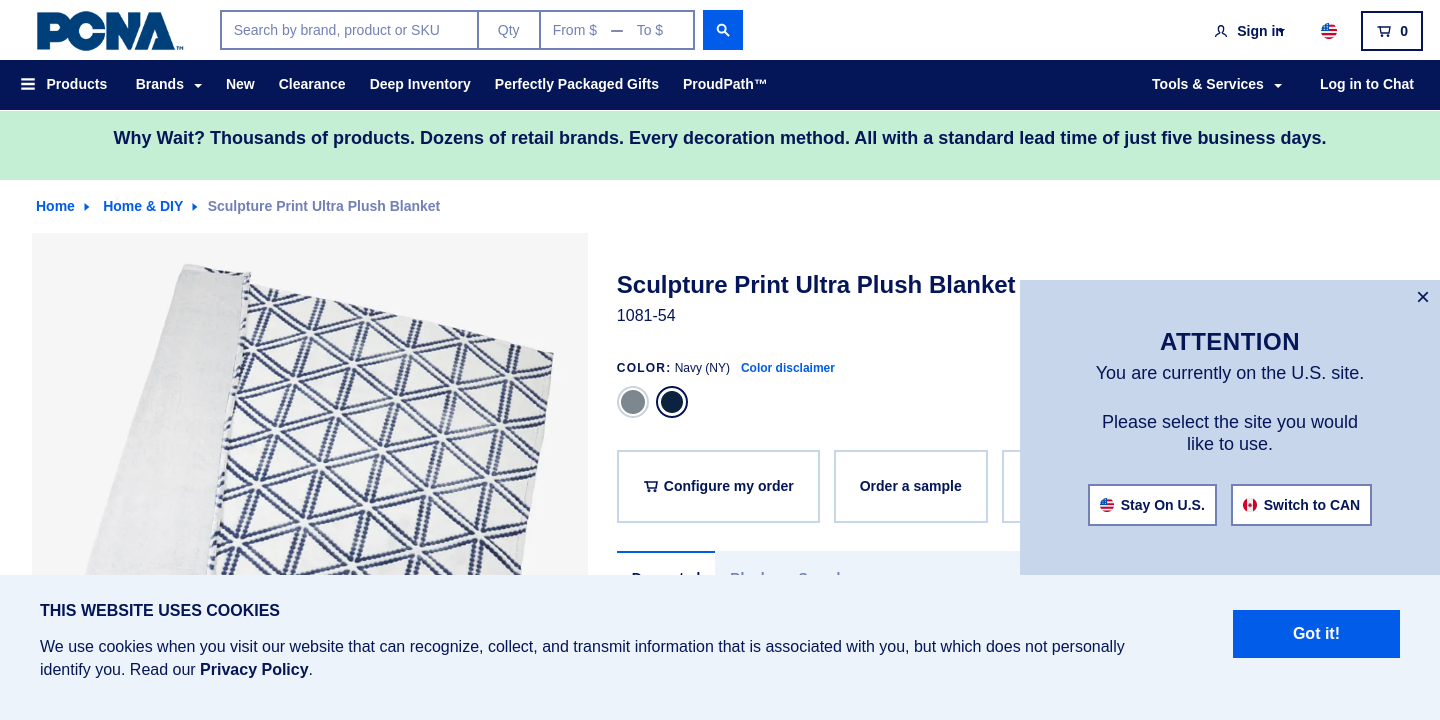 PCNA™
Search by brand, product or SKU
Qty
From $ — To $
Sign in
0
Products
Brands
New
Clearance
Deep Inventory
Perfectly Packaged Gifts
ProudPath™
Tools & Services
Log in to Chat
Why Wait? Thousands of products. Dozens of retail brands. Every decoration method. All with a standard lead time of just five business days.
Home
Home & DIY
Sculpture Print Ultra Plush Blanket
Sculpture Print Ultra Plush Blanket
1081-54
COLOR: Navy (NY) Color disclaimer
Configure my order
Order a sample
×
ATTENTION
You are currently on the U.S. site.
Please select the site you would
like to use.
Stay On U.S.
Switch to CAN
THIS WEBSITE USES COOKIES
We use cookies when you visit our website that can recognize, collect, and transmit information that is associated with you, but which does not personally
identify you. Read our Privacy Policy.
Got it!